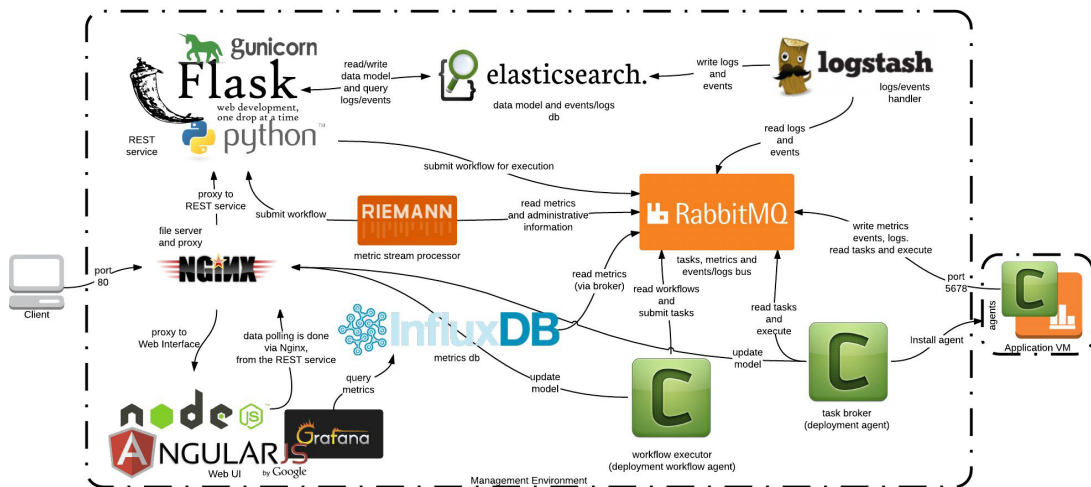 gunicorn
Flask
web development,
one drop at a time
python™
REST
service
read/write
data model
and query
logs/events
elasticsearch.
data model and events/logs
db
write logs
and
events
logstash
logs/events
handler
read logs
and
events
submit workflow for execution
proxy to
REST service
submit workflow
RIEMANN
metric stream processor
read metrics
and administrative
information
RabbitMQ
tasks, metrics and
events/logs bus
write metrics
events, logs.
read tasks and execute
file server
and proxy
NGINX
port
80
Client
port
5678
agents
C
Application VM
read metrics
(via broker)
read workflows
and
submit tasks
read tasks
and
execute
Install agent
proxy to
Web Interface
data polling is done
via Nginx,
from the REST service
InfluxDB
metrics db
query
metrics
update
model
update
model
C
task broker
(deployment agent)
C
workflow executor
(deployment workflow agent)
node JS™
ANGULARJS
by Google
Web UI
Grafana
Management Environment